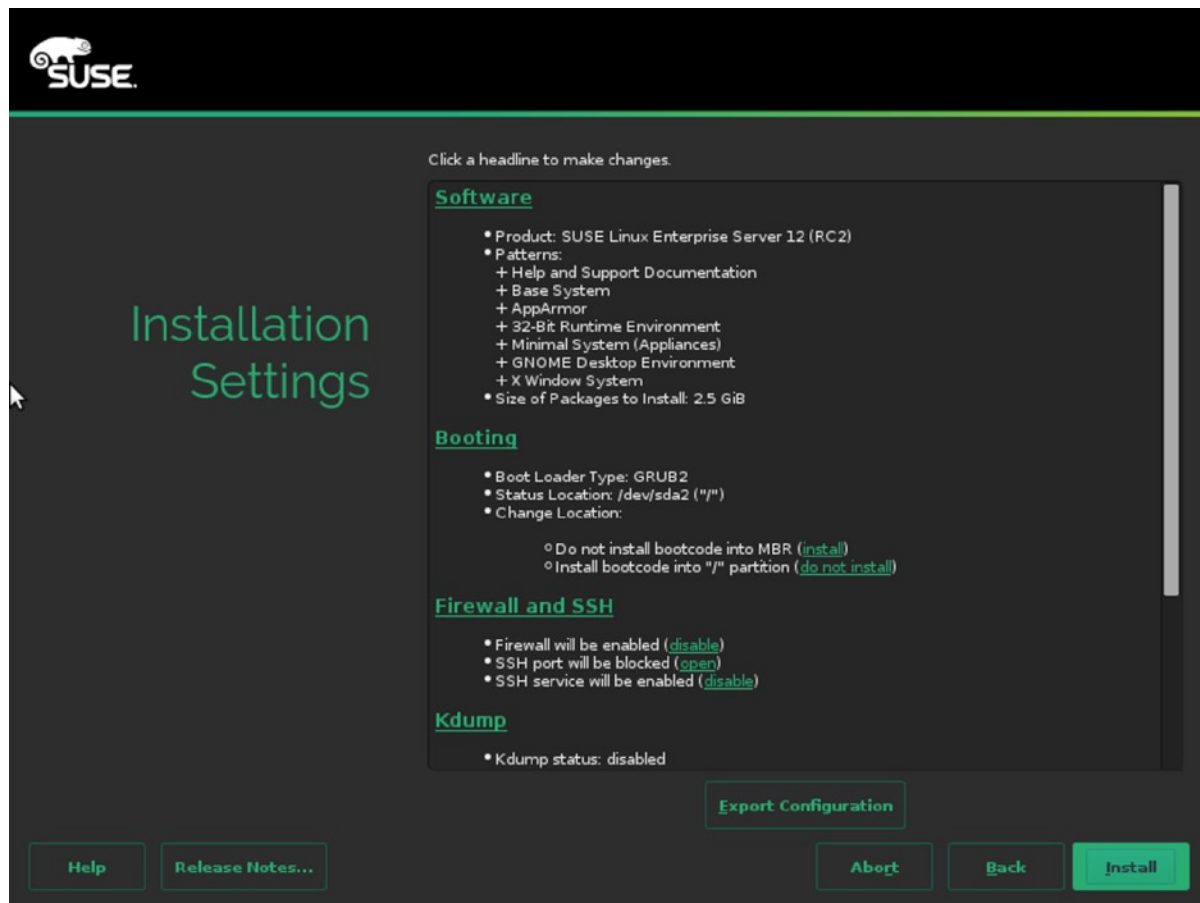 SUSE.
Click a headline to make changes.
Installation
Settings
Software
• Product: SUSE Linux Enterprise Server 12 (RC2)
• Patterns:
+ Help and Support Documentation
+ Base System
+ AppArmor
+ 32-Bit Runtime Environment
+ Minimal System (Appliances)
+ GNOME Desktop Environment
+ X Window System
• Size of Packages to Install: 2.5 GiB
Booting
• Boot Loader Type: GRUB2
• Status Location: /dev/sda2 ("/")
• Change Location:
○ Do not install bootcode into MBR (install)
○ Install bootcode into "/" partition (do not install)
Firewall and SSH
• Firewall will be enabled (disable)
• SSH port will be blocked (open)
• SSH service will be enabled (disable)
Kdump
• Kdump status: disabled
Export Configuration
Help Release Notes... Abort Back Install